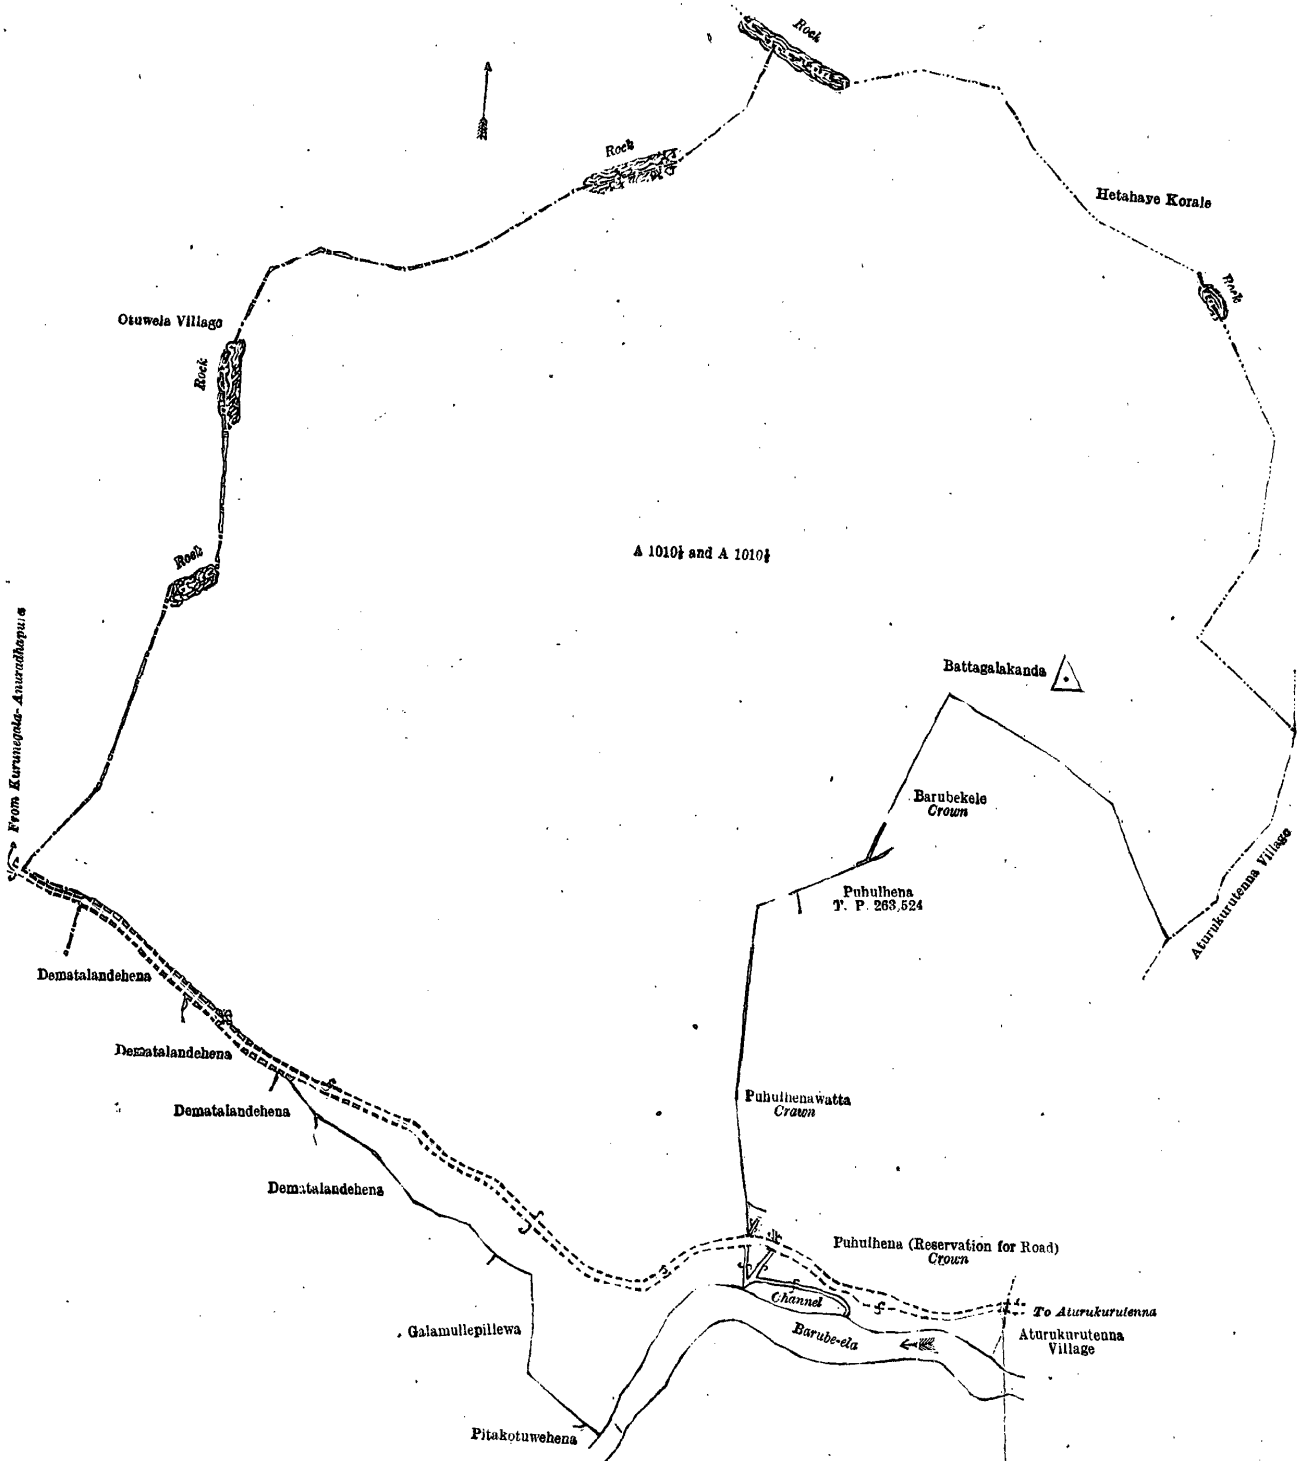 Rock
Rock
Hetahaye Korale
Rock
Otuwela Village
Rock
A 1010½ and A 1010⅔
Rock
From Kurunegala-Anuradhapura
Battagalakanda
Barubekele
Crown
Puhulhena
T. P. 263,524
Aturukurutenna Village
Dematalandehena
Dematalandehena
Dematalandehena
Puhulhenawatta
Crown
Dematalandehena
Puhulhena (Reservation for Road)
Crown
Channel
To Aturukurutenna
Barube-ela
Aturukurutenna
Village
Galamullepillewa
Pitakotuwehena